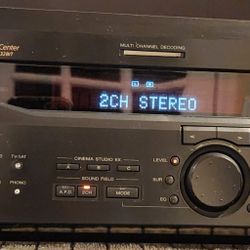 Center
MULTI CHANNEL DECODING
L R
2CH STEREO
CINEMA STUDIO EX
LEVEL
TV/SAT
A B C
SOUND FIELD
SUR
PHONO
A.F.D. 2CH MODE
EQ